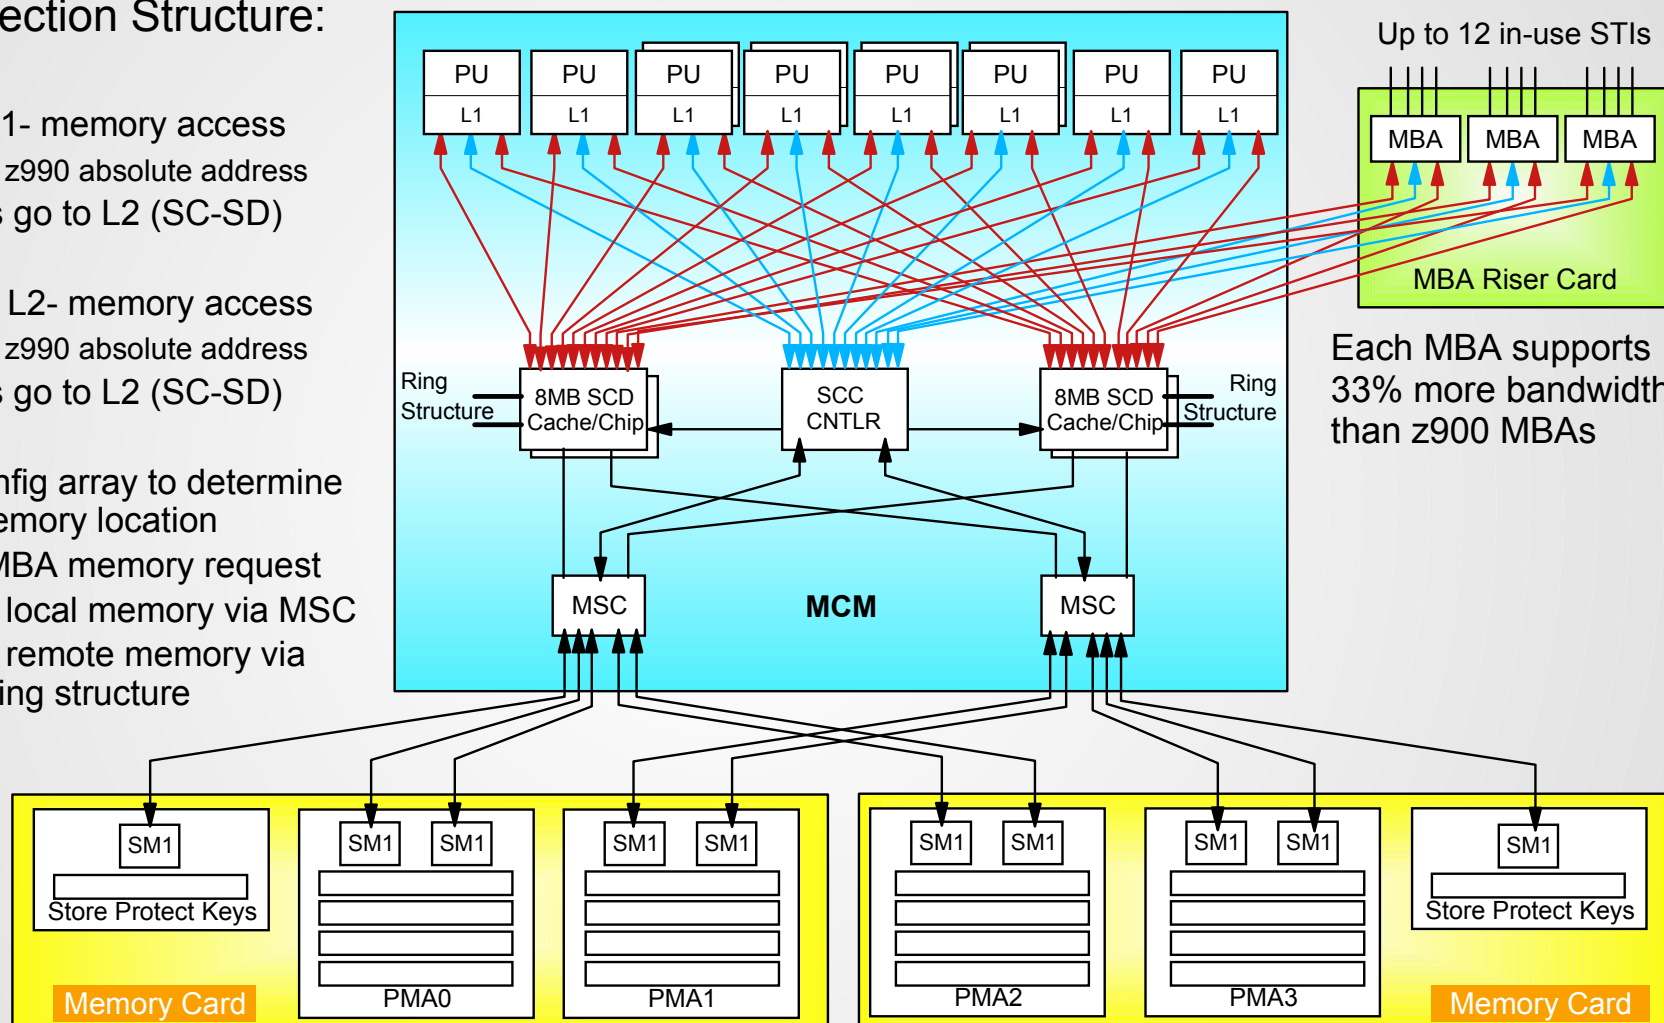 ection Structure:
1- memory access
z990 absolute address
s go to L2 (SC-SD)
L2- memory access
z990 absolute address
s go to L2 (SC-SD)
nfig array to determine
emory location
MBA memory request
local memory via MSC
remote memory via
ing structure
PU PU PU PU PU PU PU PU
L1 L1 L1 L1 L1 L1 L1 L1
Up to 12 in-use STIs
MBA MBA MBA
MBA Riser Card
Each MBA supports
33% more bandwidth
than z900 MBAs
Ring
Structure
8MB SCD
Cache/Chip
SCC
CNTLR
8MB SCD
Cache/Chip
Ring
Structure
MSC
MCM
MSC
SM1
Store Protect Keys
SM1 SM1
PMA0
SM1 SM1
PMA1
Memory Card
SM1 SM1
PMA2
SM1 SM1
PMA3
SM1
Store Protect Keys
Memory Card